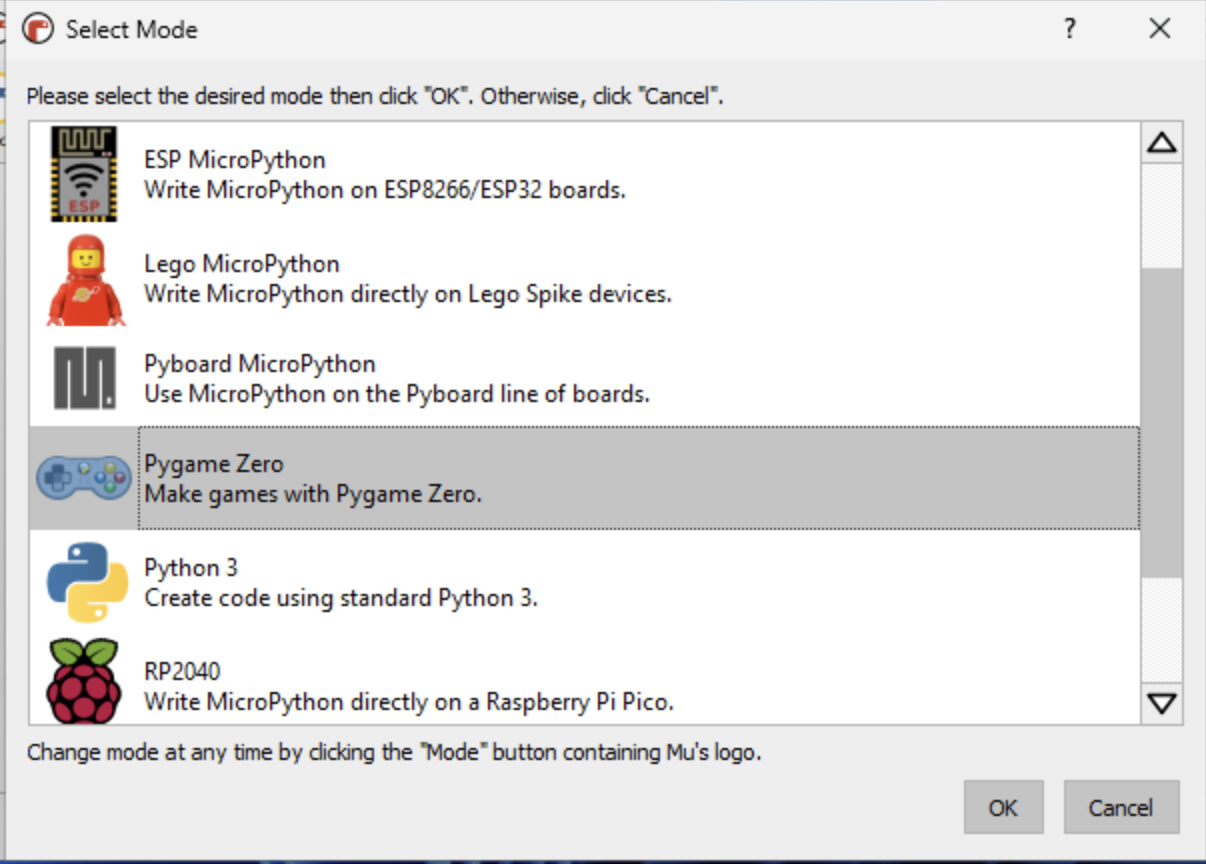 Select Mode
?
Please select the desired mode then click "OK". Otherwise, click "Cancel".
ESP MicroPython
Write MicroPython on ESP8266/ESP32 boards.
ESP
Lego MicroPython
Write MicroPython directly on Lego Spike devices.
Pyboard MicroPython
Use MicroPython on the Pyboard line of boards.
Pygame Zero
Make games with Pygame Zero.
Python 3
Create code using standard Python 3.
RP2040
Write MicroPython directly on a Raspberry Pi Pico.
Change mode at any time by clicking the "Mode" button containing Mu's logo.
OK
Cancel